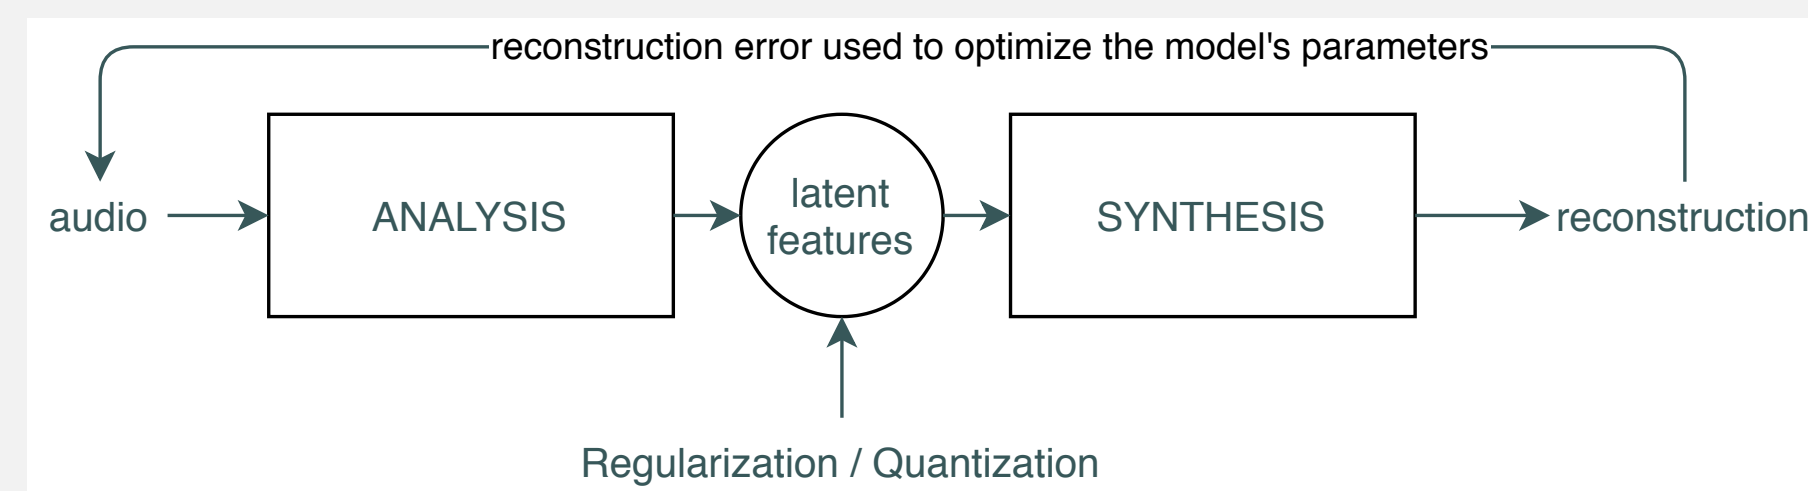 reconstruction error used to optimize the model's parameters
audio
ANALYSIS
latent
features
SYNTHESIS
reconstruction
Regularization / Quantization